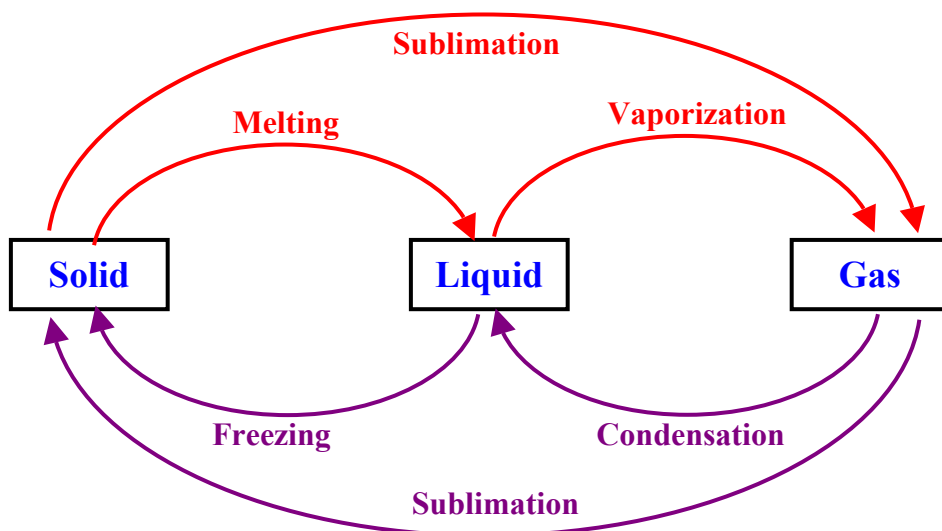 Sublimation
Melting
Vaporization
Solid
Liquid
Gas
Freezing
Condensation
Sublimation